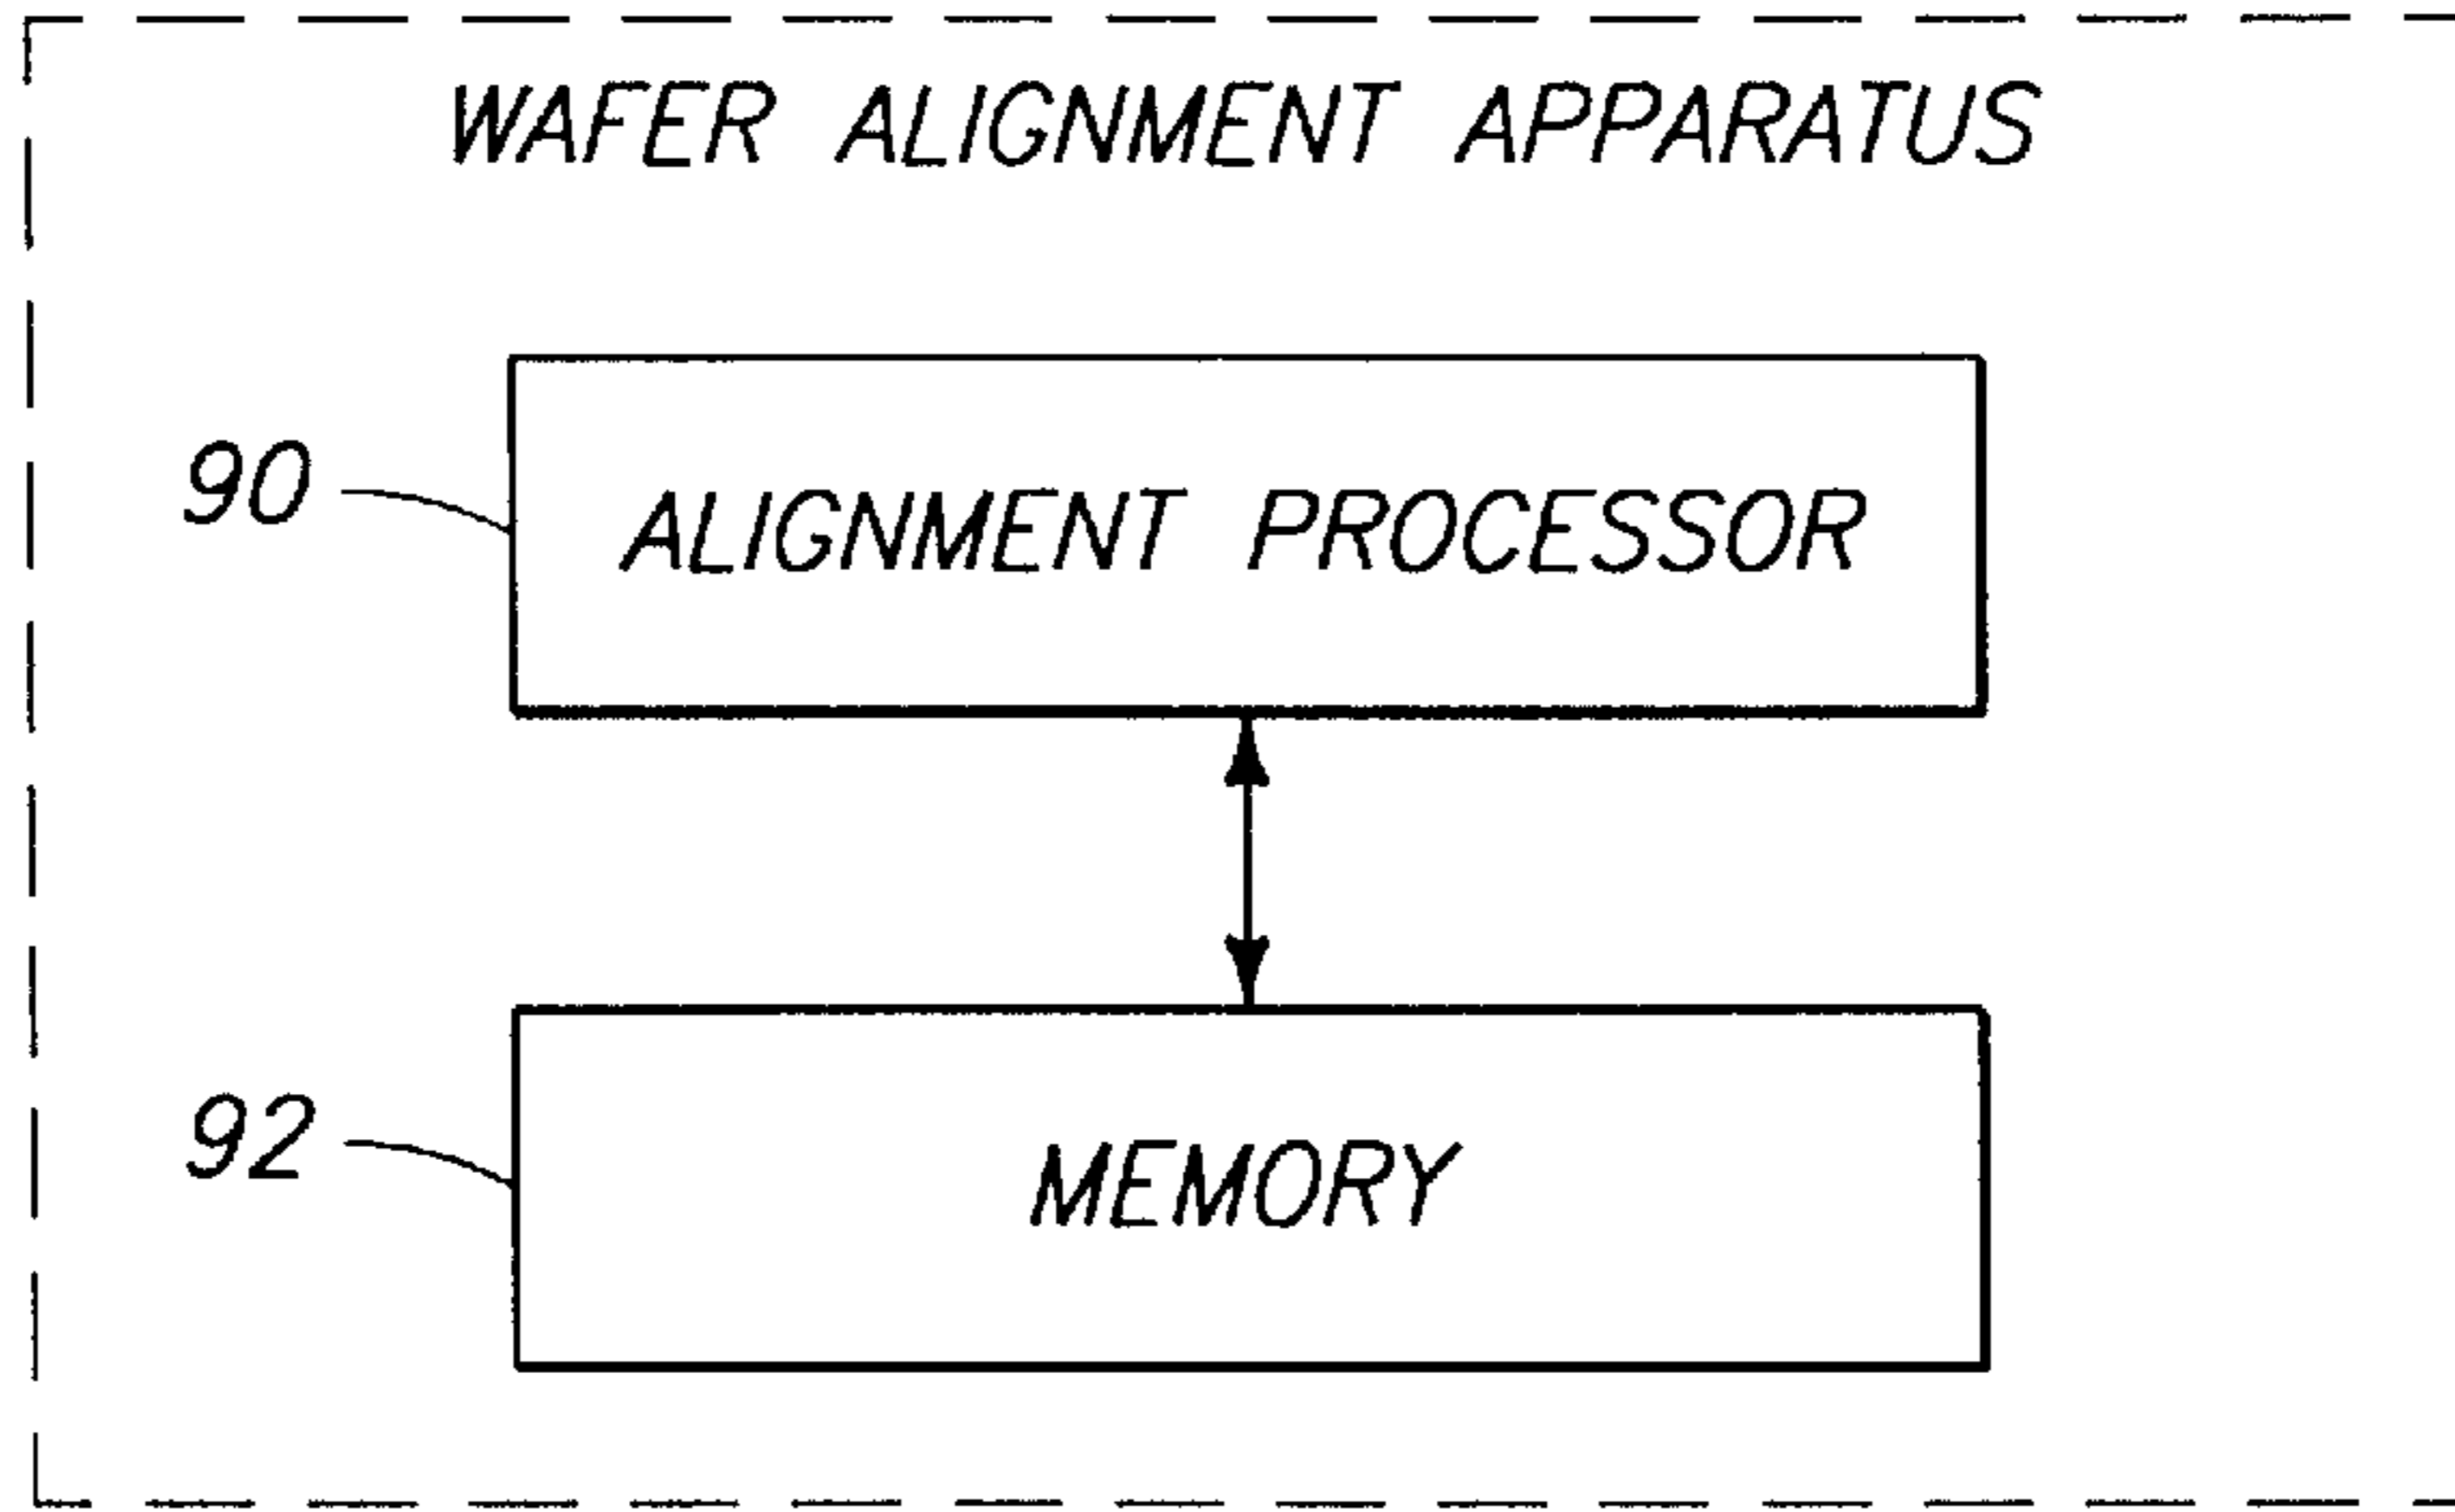 WAFER ALIGNMENT APPARATUS
90
ALIGNMENT PROCESSOR
92
MEMORY